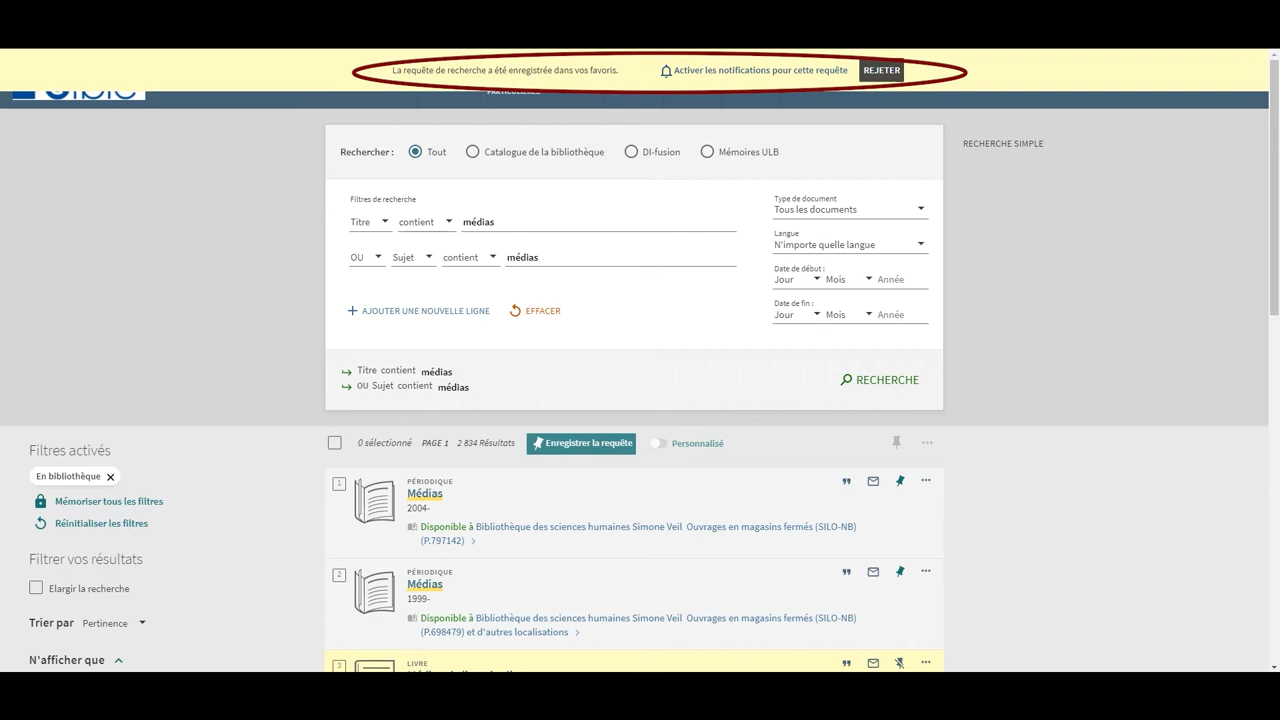 La requête de recherche a été enregistrée dans vos favoris. Activer les notifications pour cette requête REJETER
RECHERCHE SIMPLE
Rechercher : Tout Catalogue de la bibliothèque DI-fusion Mémoires ULB
Filtres de recherche
Titre contient médias
OU Sujet contient médias
AJOUTER UNE NOUVELLE LIGNE EFFACER
Type de document
Tous les documents
Langue
N'importe quelle langue
Date de début :
Jour Mois Année
Date de fin :
Jour Mois Année
Titre contient médias
OU Sujet contient médias
RECHERCHE
Filtres activés
En bibliothèque
Mémoriser tous les filtres
Réinitialiser les filtres
Filtrer vos résultats
Elargir la recherche
Trier par Pertinence
N'afficher que
0 sélectionné PAGE 1 2 834 Résultats Enregistrer la requête Personnalisé
1
PÉRIODIQUE
Médias
2004-
Disponible à Bibliothèque des sciences humaines Simone Veil Ouvrages en magasins fermés (SILO-NB)
(P.797142)
2
PÉRIODIQUE
Médias
1999-
Disponible à Bibliothèque des sciences humaines Simone Veil Ouvrages en magasins fermés (SILO-NB)
(P.698479) et d'autres localisations
3
LIVRE